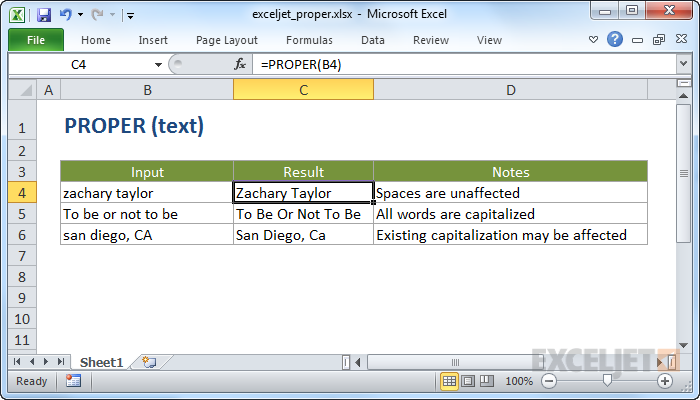 exceljet_proper.xlsx - Microsoft Excel
File Home Insert Page Layout Formulas Data Review View
C4 fx =PROPER(B4)
A B C D
1 PROPER (text)
2
3 Input Result Notes
4 zachary taylor Zachary Taylor Spaces are unaffected
5 To be or not to be To Be Or Not To Be All words are capitalized
6 san diego, CA San Diego, Ca Existing capitalization may be affected
7
8
9
10
11
EXCELJET
Sheet1
Ready 100%